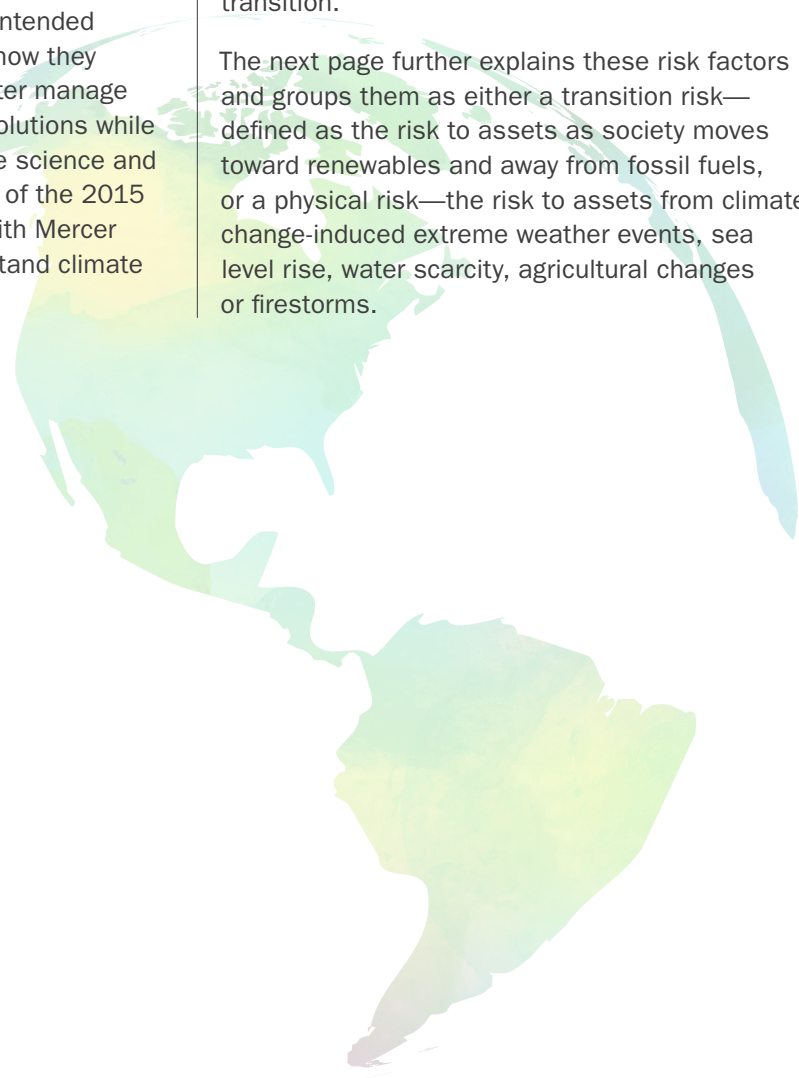 ntended
now they
ter manage
olutions while
e science and
of the 2015
ith Mercer
tand climate
transition.
The next page further explains these risk factors
and groups them as either a transition risk—
defined as the risk to assets as society moves
toward renewables and away from fossil fuels,
or a physical risk—the risk to assets from climate
change-induced extreme weather events, sea
level rise, water scarcity, agricultural changes
or firestorms.